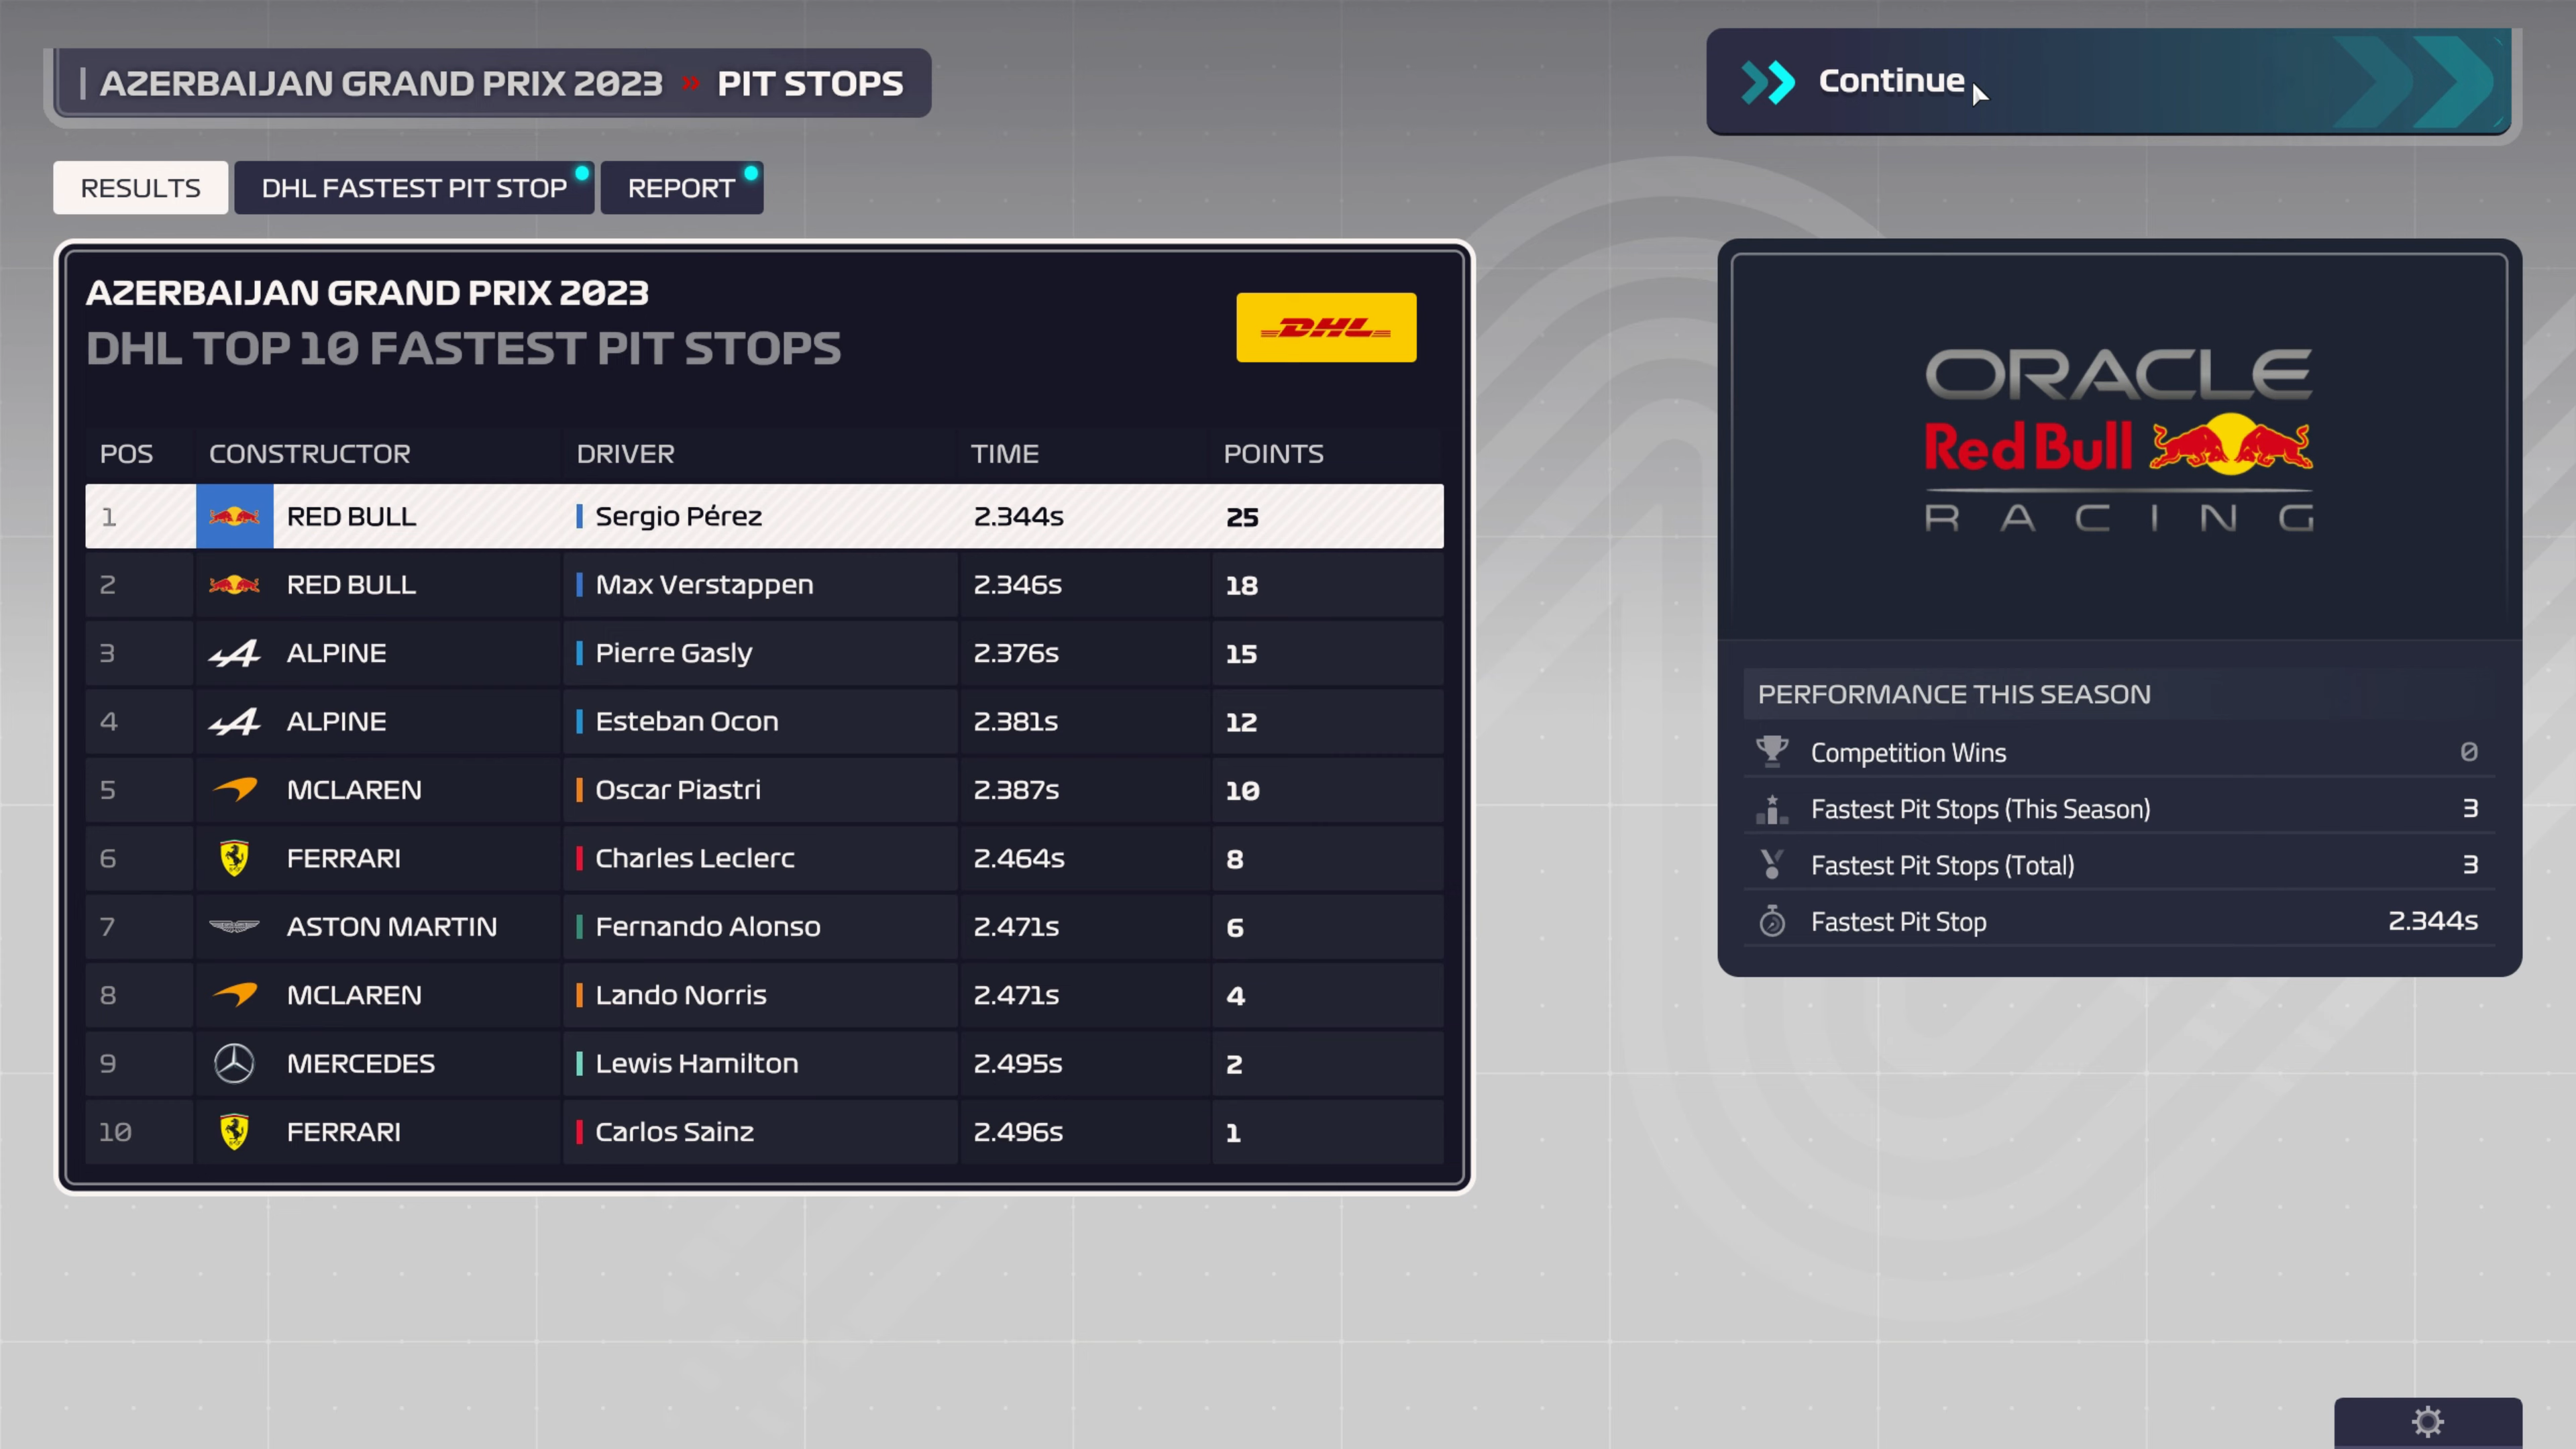 AZERBAIJAN GRAND PRIX 2023 » PIT STOPS
Continue
RESULTS
DHL FASTEST PIT STOP
REPORT
AZERBAIJAN GRAND PRIX 2023
DHL TOP 10 FASTEST PIT STOPS
DHL
POS CONSTRUCTOR DRIVER TIME POINTS
1 RED BULL Sergio Pérez 2.344s 25
2 RED BULL Max Verstappen 2.346s 18
3 ALPINE Pierre Gasly 2.376s 15
4 ALPINE Esteban Ocon 2.381s 12
5 MCLAREN Oscar Piastri 2.387s 10
6 FERRARI Charles Leclerc 2.464s 8
7 ASTON MARTIN Fernando Alonso 2.471s 6
8 MCLAREN Lando Norris 2.471s 4
9 MERCEDES Lewis Hamilton 2.495s 2
10 FERRARI Carlos Sainz 2.496s 1
ORACLE
Red Bull
RACING
PERFORMANCE THIS SEASON
Competition Wins 0
Fastest Pit Stops (This Season) 3
Fastest Pit Stops (Total) 3
Fastest Pit Stop 2.344s